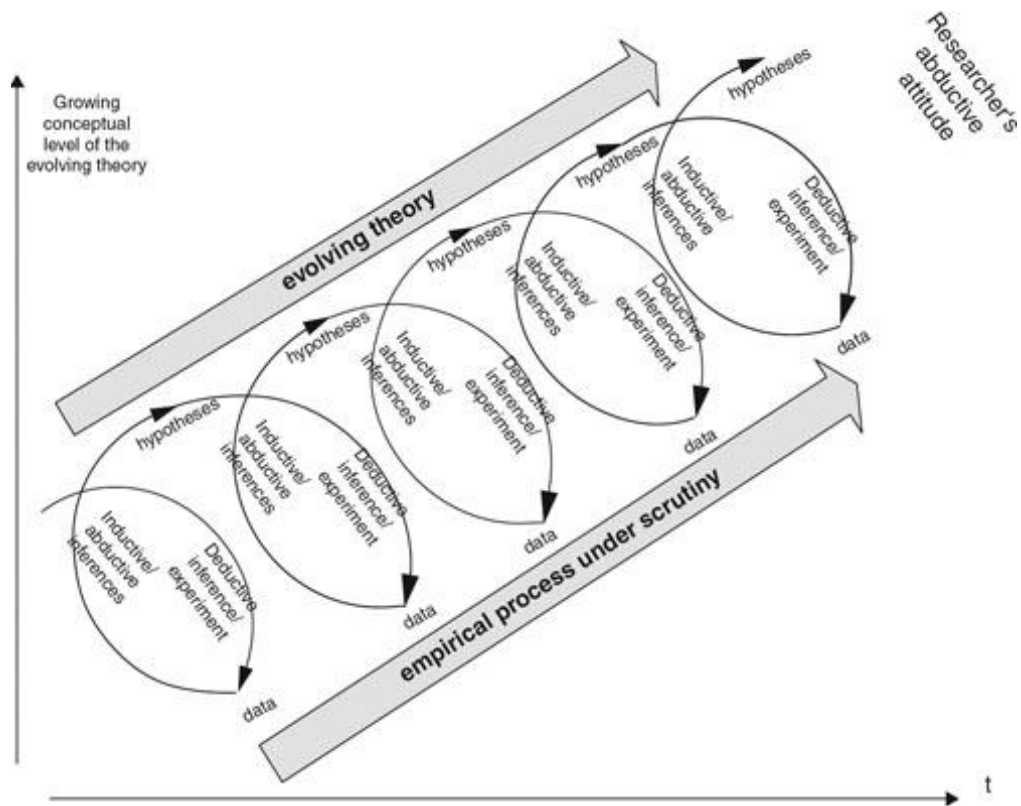 Growing
conceptual
level of the
evolving theory
Researcher's
abductive
attitude
evolving theory
empirical process under scrutiny
hypotheses
Inductive/
abductive
inferences
Deductive
inference/
experiment
data
hypotheses
Inductive/
abductive
inferences
Deductive
inference/
experiment
data
hypotheses
Inductive/
abductive
inferences
Deductive
inference/
experiment
data
hypotheses
Inductive/
abductive
inferences
Deductive
inference/
experiment
data
hypotheses
Inductive/
abductive
inferences
Deductive
inference/
experiment
data
t